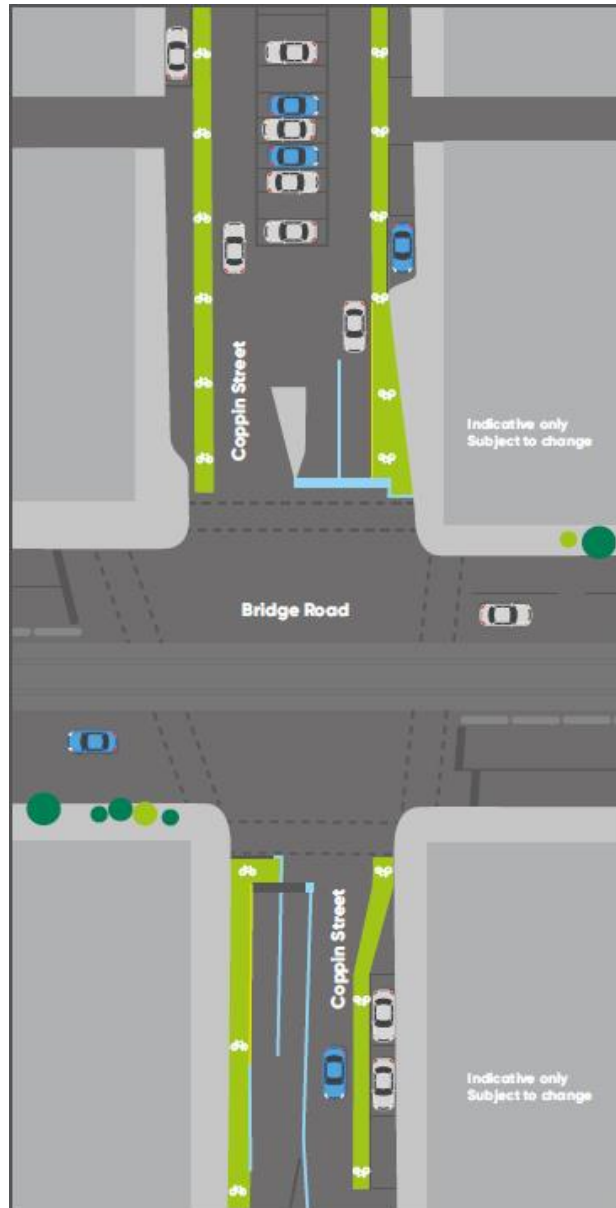 Coppin Street
Indicative only
Subject to change
Bridge Road
Coppin Street
Indicative only
Subject to change